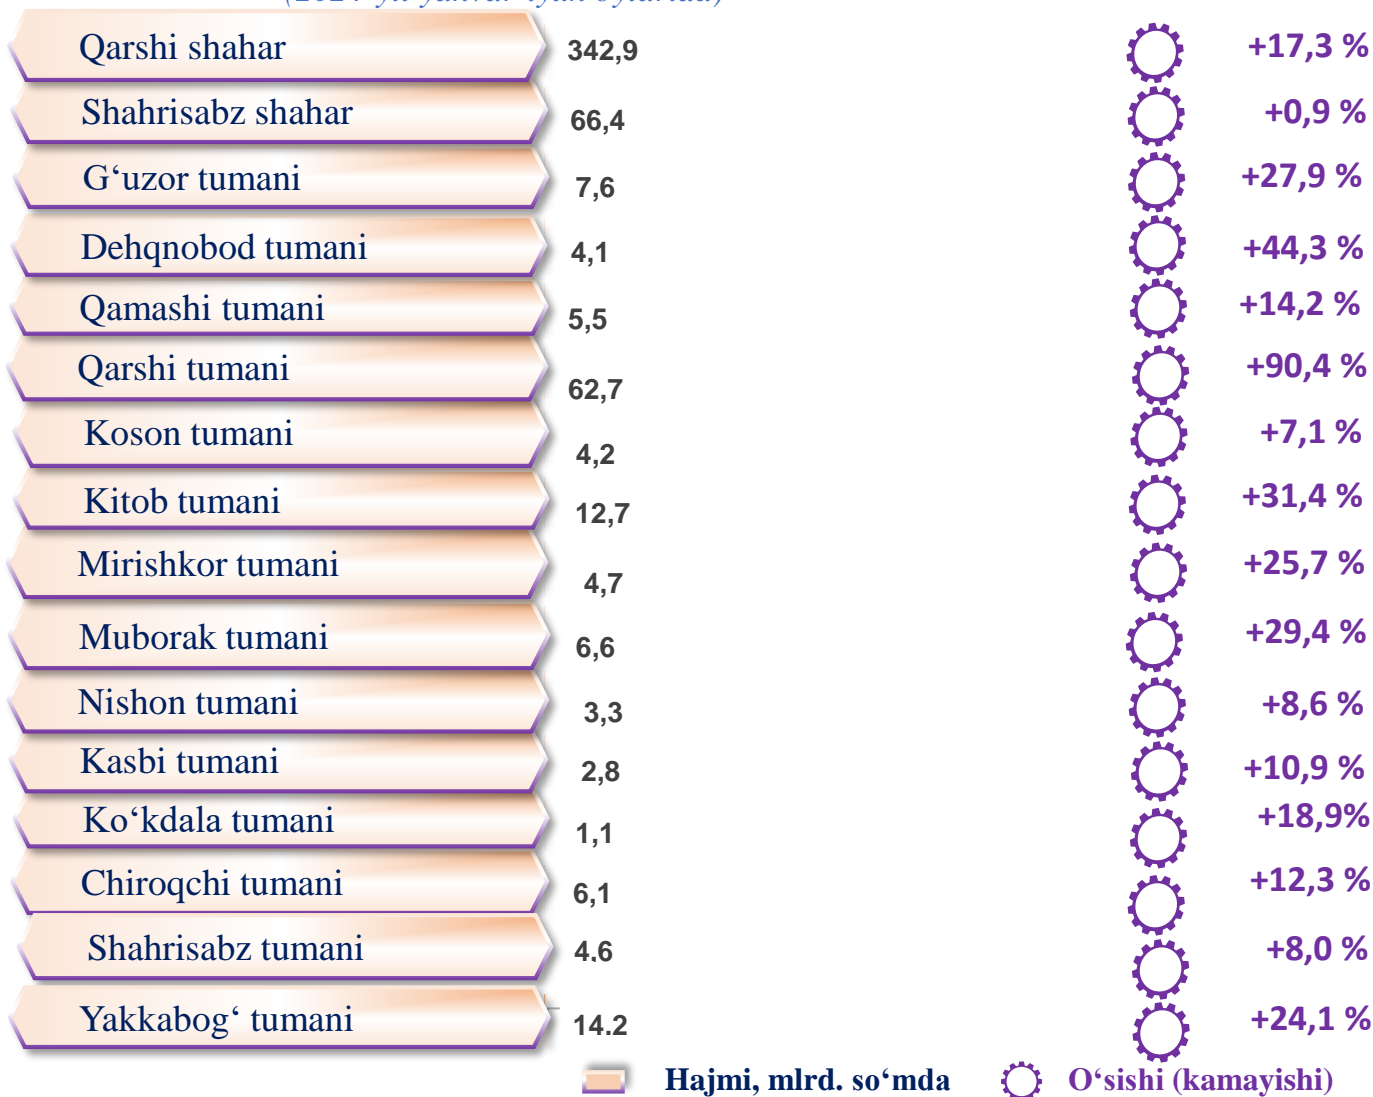 Qarshi shahar 342,9 +17,3 %
Shahrisabz shahar 66,4 +0,9 %
G‘uzor tumani 7,6 +27,9 %
Dehqnobod tumani 4,1 +44,3 %
Qamashi tumani 5,5 +14,2 %
Qarshi tumani 62,7 +90,4 %
Koson tumani 4,2 +7,1 %
Kitob tumani 12,7 +31,4 %
Mirishkor tumani 4,7 +25,7 %
Muborak tumani 6,6 +29,4 %
Nishon tumani 3,3 +8,6 %
Kasbi tumani 2,8 +10,9 %
Ko‘kdala tumani 1,1 +18,9%
Chiroqchi tumani 6,1 +12,3 %
Shahrisabz tumani 4,6 +8,0 %
Yakkabog‘ tumani 14,2 +24,1 %
Hajmi, mlrd. so‘mda O‘sishi (kamayishi)